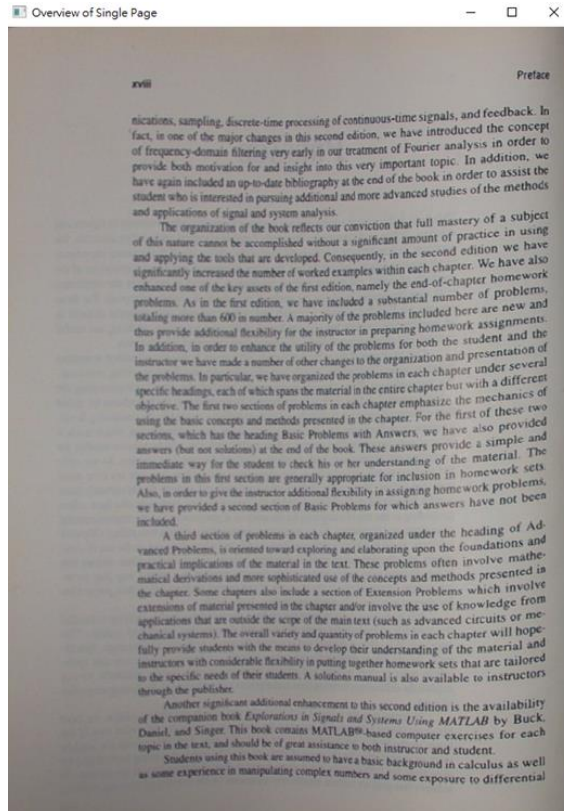 Overview of Single Page
xviii
Preface
nications, sampling, discrete-time processing of continuous-time signals, and feedback. In
fact, in one of the major changes in this second edition, we have introduced the concept
of frequency-domain filtering very early in our treatment of Fourier analysis in order to
provide both motivation for and insight into this very important topic. In addition, we
have again included an up-to-date bibliography at the end of the book in order to assist the
student who is interested in pursuing additional and more advanced studies of the methods
and applications of signal and system analysis.
The organization of the book reflects our conviction that full mastery of a subject
of this nature cannot be accomplished without a significant amount of practice in using
and applying the tools that are developed. Consequently, in the second edition we have
significantly increased the number of worked examples within each chapter. We have also
enhanced one of the key assets of the first edition, namely the end-of-chapter homework
problems. As in the first edition, we have included a substantial number of problems,
totaling more than 600 in number. A majority of the problems included here are new and
thus provide additional flexibility for the instructor in preparing homework assignments.
In addition, in order to enhance the utility of the problems for both the student and the
instructor we have made a number of other changes to the organization and presentation of
the problems. In particular, we have organized the problems in each chapter under several
specific headings, each of which spans the material in the entire chapter but with a different
objective. The first two sections of problems in each chapter emphasize the mechanics of
using the basic concepts and methods presented in the chapter. For the first of these two
sections, which has the heading Basic Problems with Answers, we have also provided
answers (but not solutions) at the end of the book. These answers provide a simple and
immediate way for the student to check his or her understanding of the material. The
problems in this first section are generally appropriate for inclusion in homework sets.
Also, in order to give the instructor additional flexibility in assigning homework problems,
we have provided a second section of Basic Problems for which answers have not been
included.
A third section of problems in each chapter, organized under the heading of Ad-
vanced Problems, is oriented toward exploring and elaborating upon the foundations and
practical implications of the material in the text. These problems often involve mathe-
matical derivations and more sophisticated use of the concepts and methods presented in
the chapter. Some chapters also include a section of Extension Problems which involve
extensions of material presented in the chapter and/or involve the use of knowledge from
applications that are outside the scope of the main text (such as advanced circuits or me-
chanical systems). The overall variety and quantity of problems in each chapter will hope-
fully provide students with the means to develop their understanding of the material and
instructors with considerable flexibility in putting together homework sets that are tailored
to the specific needs of their students. A solutions manual is also available to instructors
through the publisher.
Another significant additional enhancement to this second edition is the availability
of the companion book Explorations in Signals and Systems Using MATLAB by Buck,
Daniel, and Singer. This book contains MATLAB®-based computer exercises for each
topic in the text, and should be of great assistance to both instructor and student.
Students using this book are assumed to have a basic background in calculus as well
as some experience in manipulating complex numbers and some exposure to differential